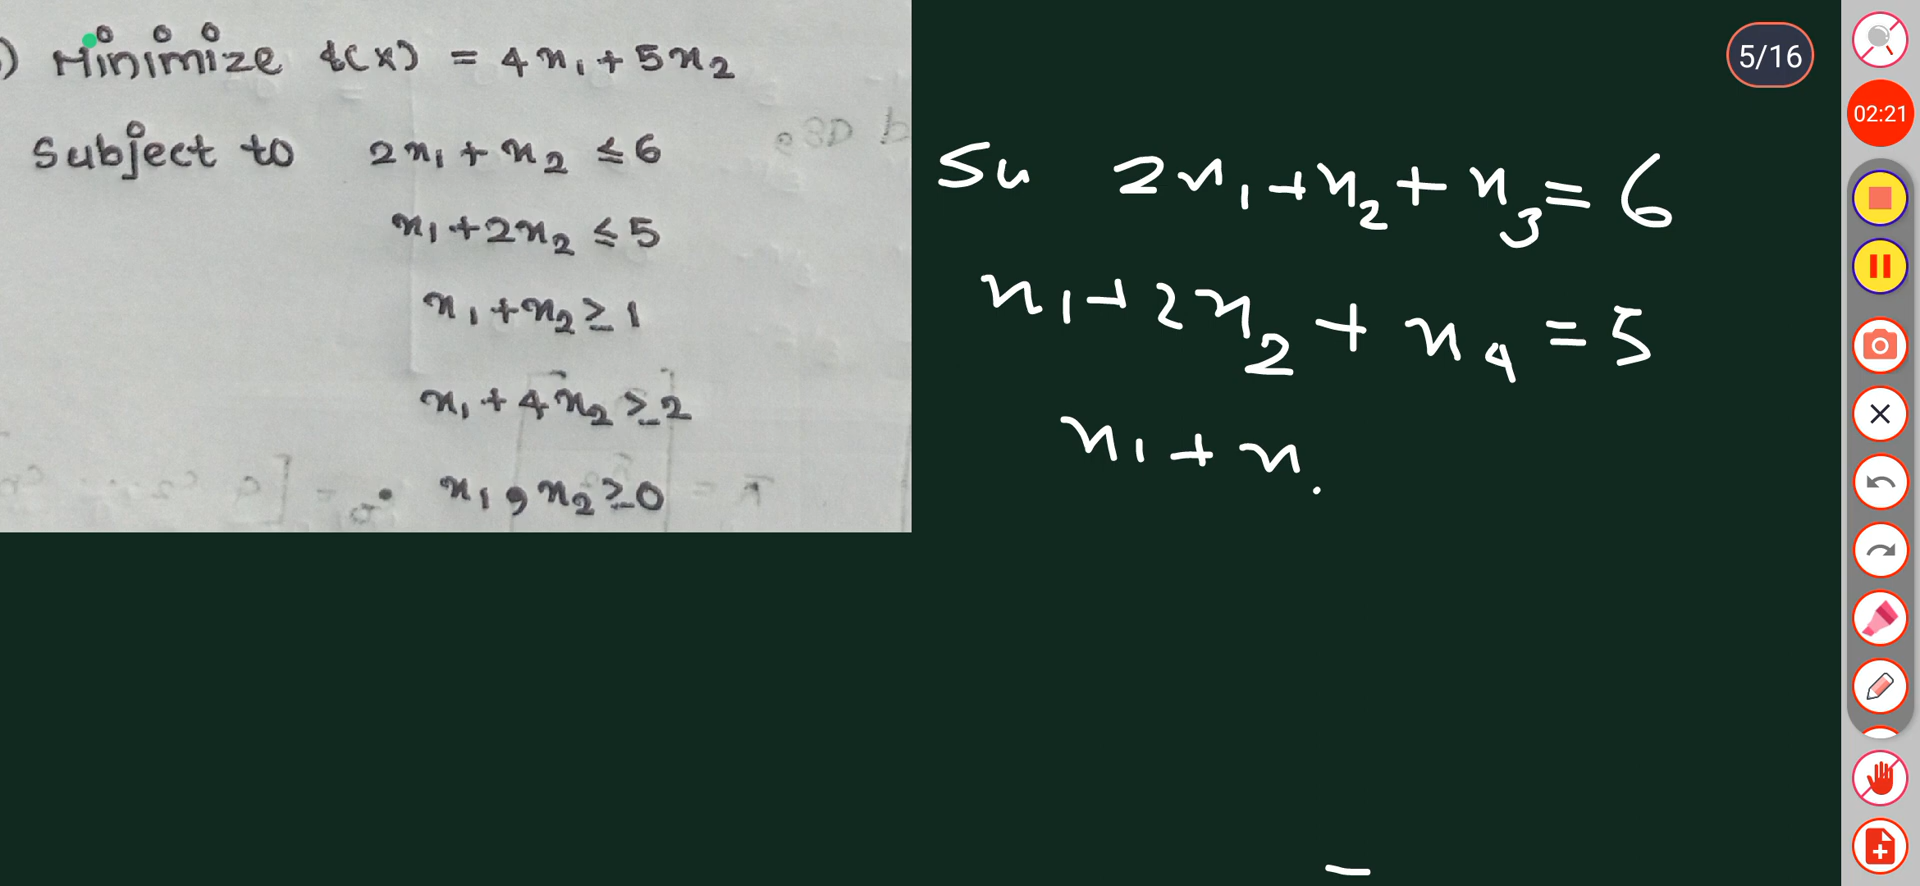 ) Minimize f(x) = 4x₁ + 5x₂
Subject to 2x₁ + x₂ ≤ 6
x₁ + 2x₂ ≤ 5
x₁ + x₂ ≥ 1
x₁ + 4x₂ ≥ 2
x₁, x₂ ≥ 0
5/16
02:21
Su 2x₁ + x₂ + x₃ = 6
x₁ + 2x₂ + x₄ = 5
x₁ + x